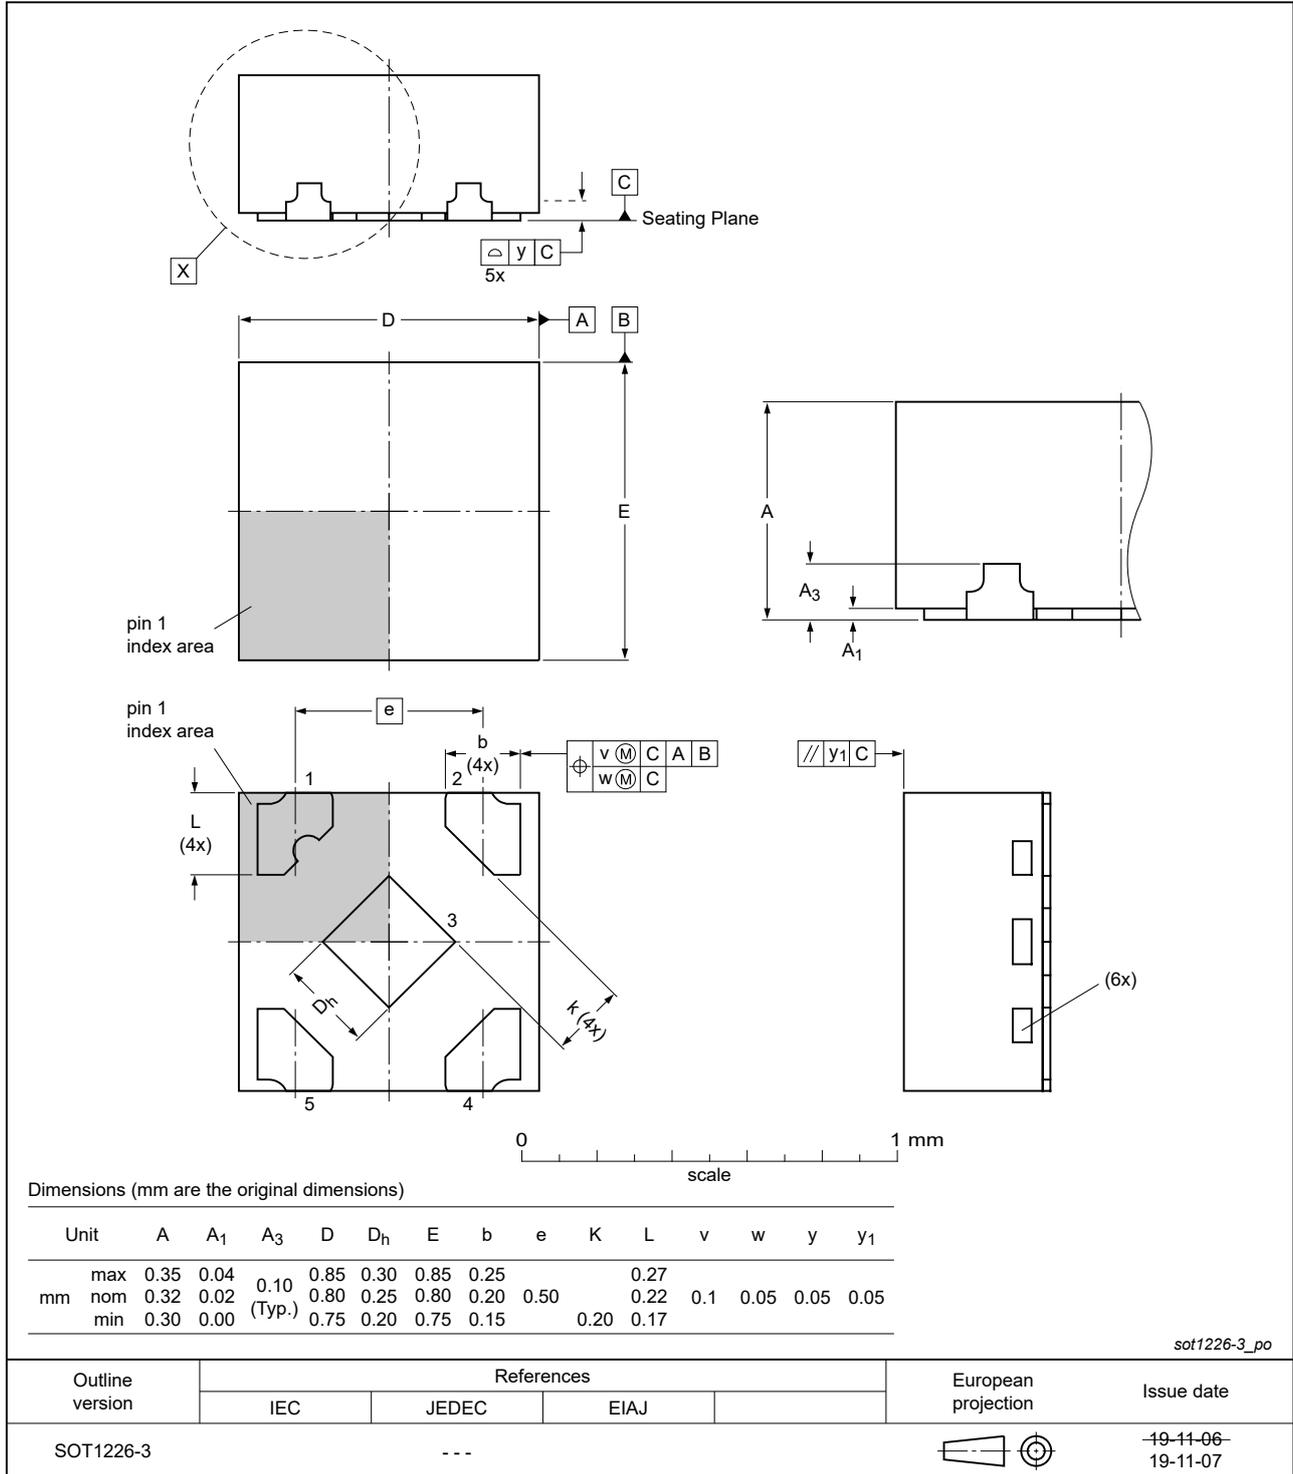 C
Seating Plane
y C
5x
X
D
A
B
E
pin 1
index area
A
A3
A1
pin 1
index area
e
b
(4x)
v M C A B
w M C
// y1 C
1
2
L
(4x)
3
Dh
k (4x)
(6x)
5
4
0
1 mm
scale
Dimensions (mm are the original dimensions)
Unit A A1 A3 D Dh E b e K L v w y y1
max 0.35 0.04 0.85 0.30 0.85 0.25 0.27
mm nom 0.32 0.02 0.10 (Typ.) 0.80 0.25 0.80 0.20 0.50 0.22 0.1 0.05 0.05 0.05
min 0.30 0.00 0.75 0.20 0.75 0.15 0.20 0.17
sot1226-3_po
Outline
version
References
IEC JEDEC EIAJ
European
projection
Issue date
SOT1226-3
- - -
19-11-06
19-11-07